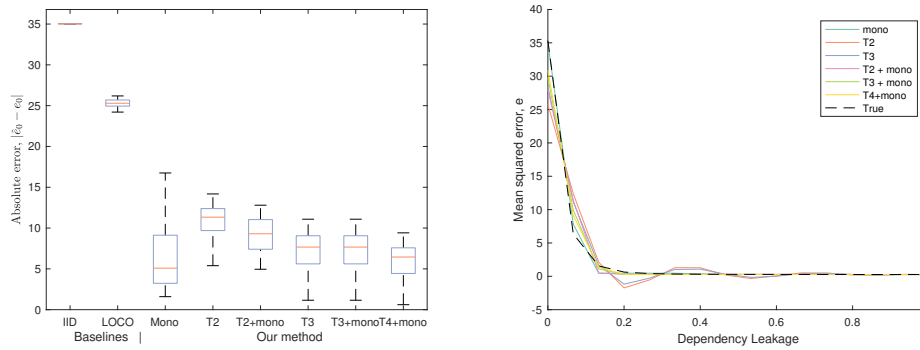 Absolute error, |ê₀ − e₀|
35
30
25
20
15
10
5
0
IID LOCO Mono T2 T2+mono T3 T3+mono T4+mono
Baselines | Our method
Mean squared error, e
40
35
30
25
20
15
10
5
0
-5
0 0.2 0.4 0.6 0.8
Dependency Leakage
mono
T2
T3
T2 + mono
T3 + mono
T4+mono
True